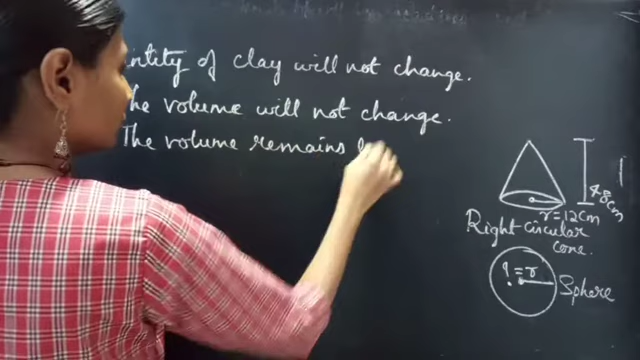 ntity of clay will not change.
he volume will not change.
The volume remains
48cm
r=12cm
Right circular
cone.
? = r
Sphere